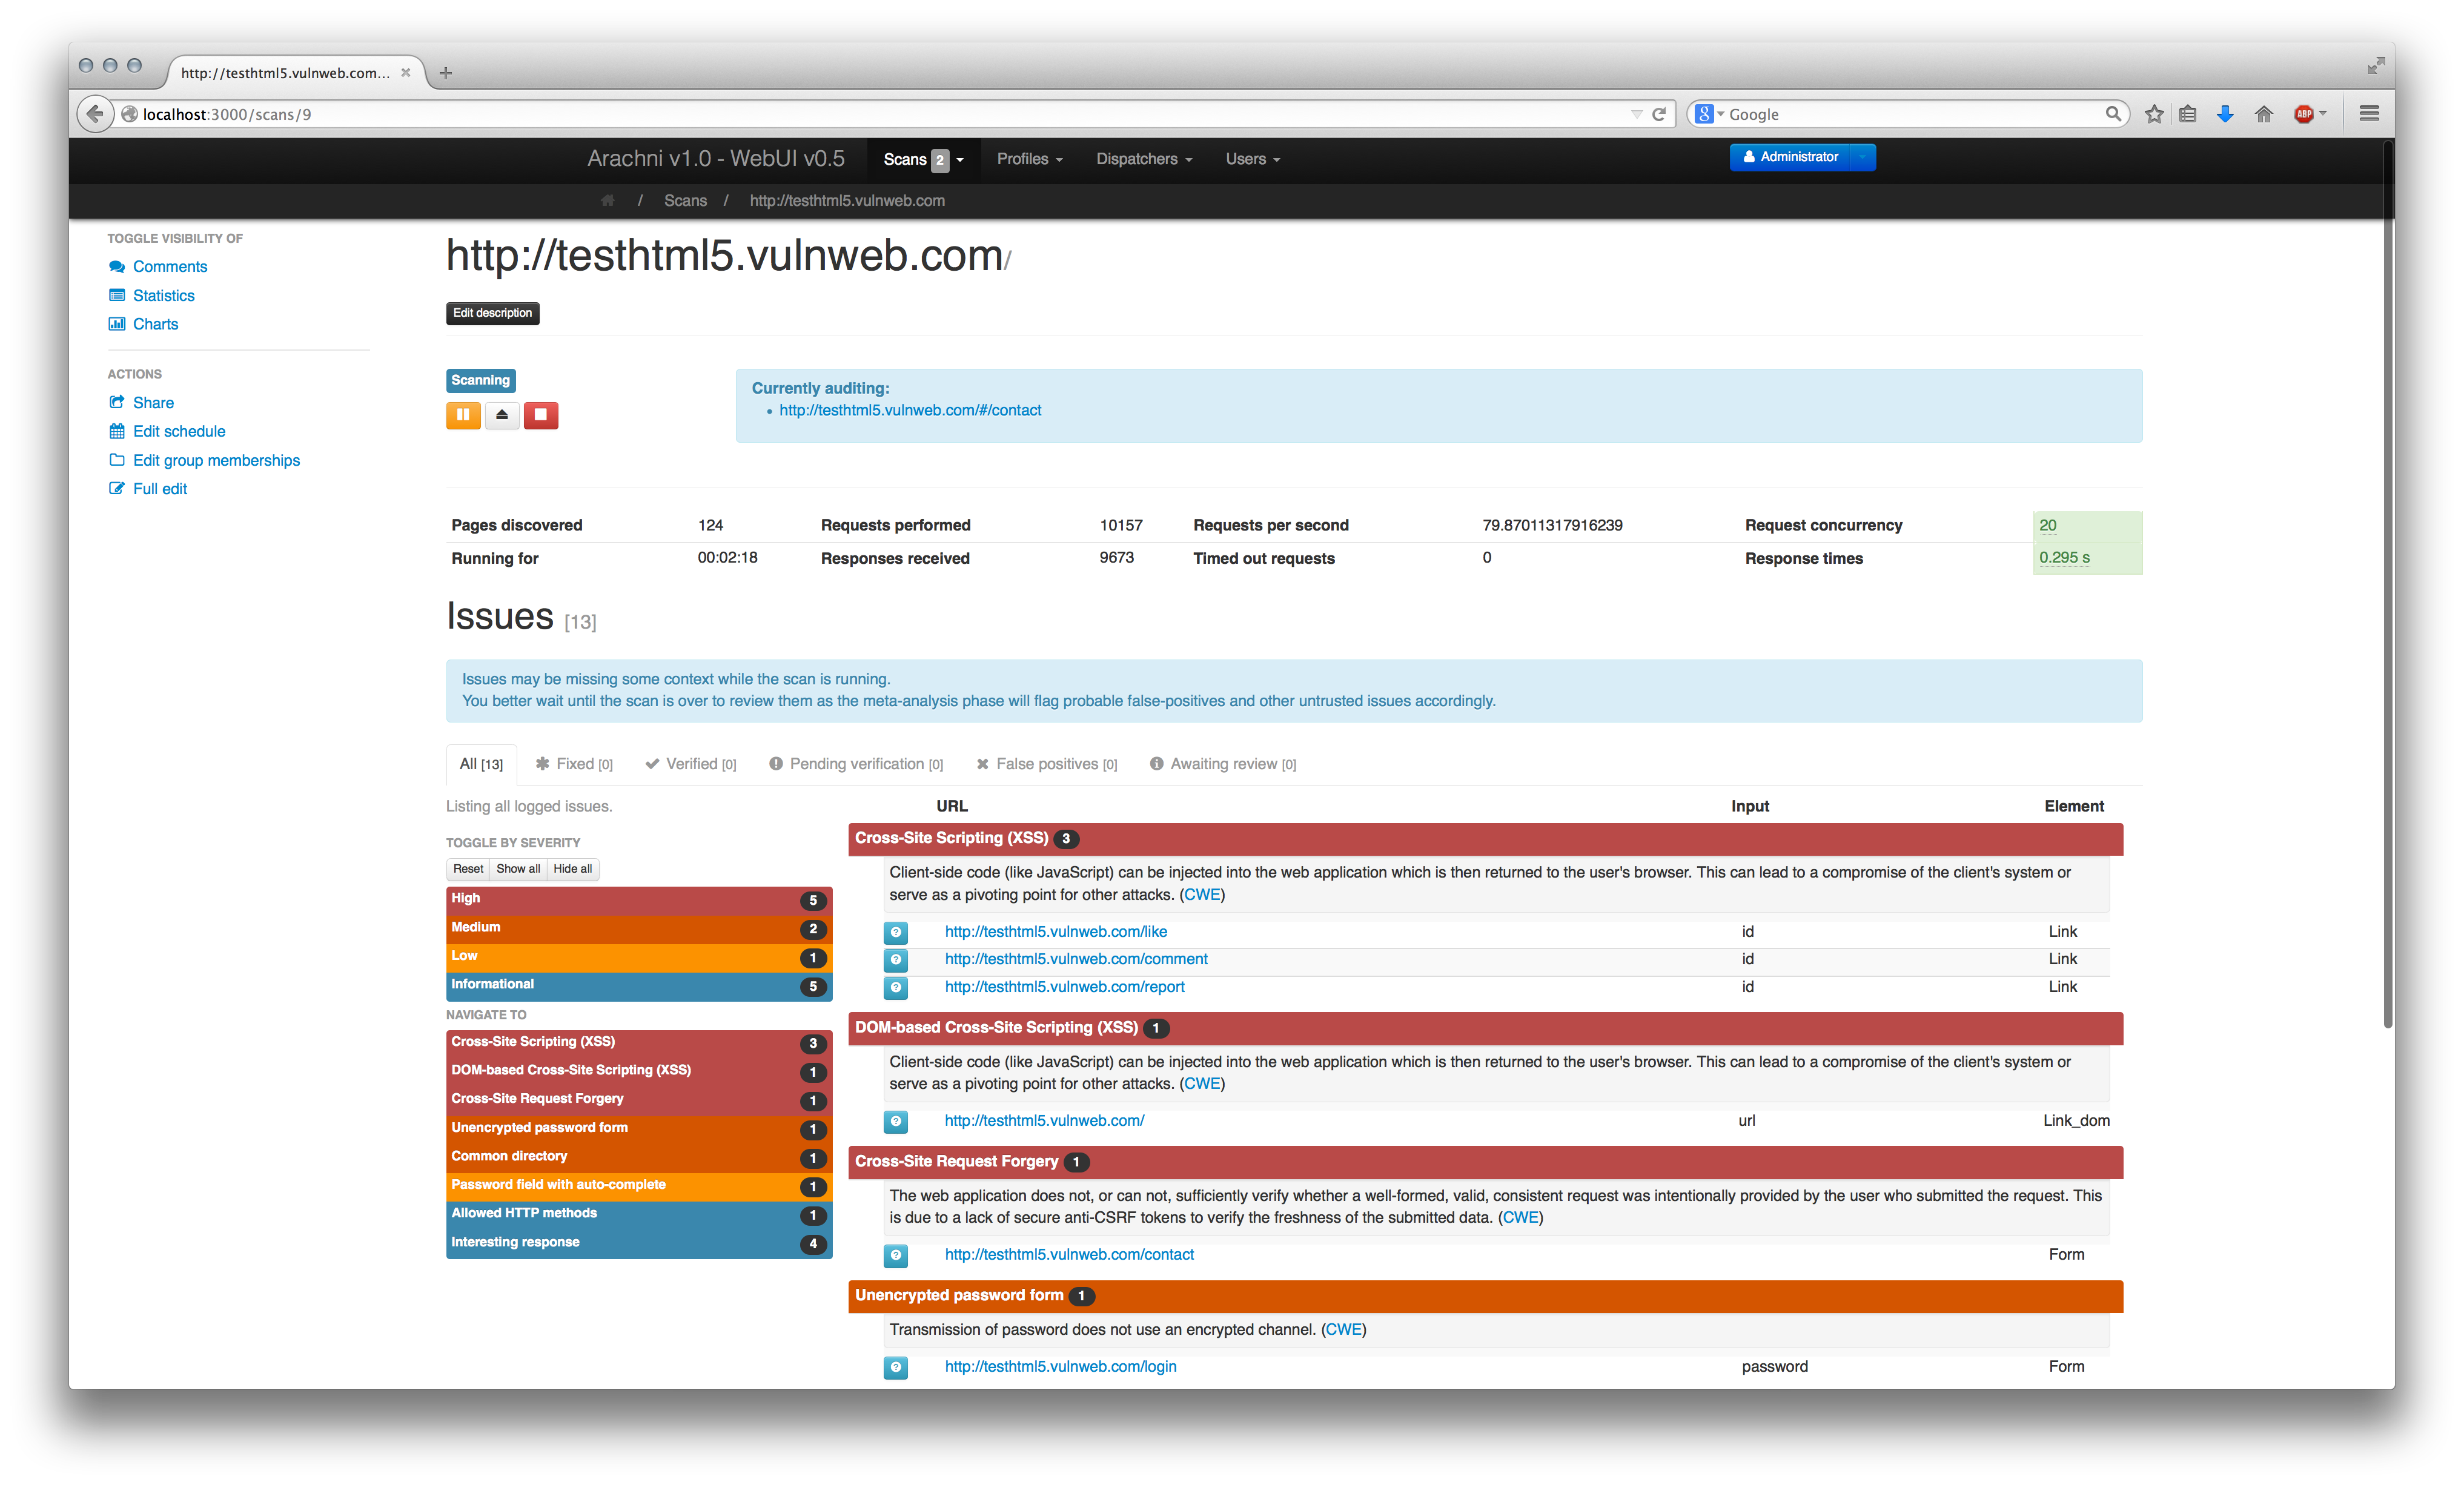 http://testhtml5.vulnweb.com...
localhost:3000/scans/9
Google
ABP
Arachni v1.0 - WebUI v0.5
Scans 2
Profiles
Dispatchers
Users
Administrator
/ Scans / http://testhtml5.vulnweb.com
TOGGLE VISIBILITY OF
Comments
Statistics
Charts
ACTIONS
Share
Edit schedule
Edit group memberships
Full edit
http://testhtml5.vulnweb.com/
Edit description
Scanning
Currently auditing:
• http://testhtml5.vulnweb.com/#/contact
Pages discovered 124 Requests performed 10157 Requests per second 79.87011317916239 Request concurrency 20
Running for 00:02:18 Responses received 9673 Timed out requests 0 Response times 0.295 s
Issues [13]
Issues may be missing some context while the scan is running.
You better wait until the scan is over to review them as the meta-analysis phase will flag probable false-positives and other untrusted issues accordingly.
All [13] Fixed [0] Verified [0] Pending verification [0] False positives [0] Awaiting review [0]
Listing all logged issues.
TOGGLE BY SEVERITY
Reset Show all Hide all
High 5
Medium 2
Low 1
Informational 5
NAVIGATE TO
Cross-Site Scripting (XSS) 3
DOM-based Cross-Site Scripting (XSS) 1
Cross-Site Request Forgery 1
Unencrypted password form 1
Common directory 1
Password field with auto-complete 1
Allowed HTTP methods 1
Interesting response 4
URL Input Element
Cross-Site Scripting (XSS) 3
Client-side code (like JavaScript) can be injected into the web application which is then returned to the user's browser. This can lead to a compromise of the client's system or
serve as a pivoting point for other attacks. (CWE)
http://testhtml5.vulnweb.com/like id Link
http://testhtml5.vulnweb.com/comment id Link
http://testhtml5.vulnweb.com/report id Link
DOM-based Cross-Site Scripting (XSS) 1
Client-side code (like JavaScript) can be injected into the web application which is then returned to the user's browser. This can lead to a compromise of the client's system or
serve as a pivoting point for other attacks. (CWE)
http://testhtml5.vulnweb.com/ url Link_dom
Cross-Site Request Forgery 1
The web application does not, or can not, sufficiently verify whether a well-formed, valid, consistent request was intentionally provided by the user who submitted the request. This
is due to a lack of secure anti-CSRF tokens to verify the freshness of the submitted data. (CWE)
http://testhtml5.vulnweb.com/contact Form
Unencrypted password form 1
Transmission of password does not use an encrypted channel. (CWE)
http://testhtml5.vulnweb.com/login password Form